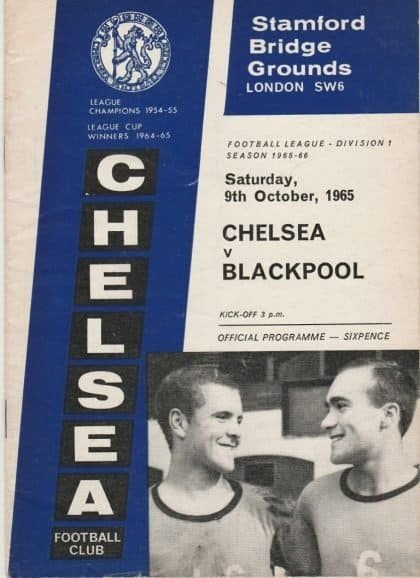 LEAGUE
CHAMPIONS 1954-55
LEAGUE CUP
WINNERS 1964-65
CHELSEA
FOOTBALL
CLUB
Stamford
Bridge
Grounds
LONDON SW6
FOOTBALL LEAGUE - DIVISION 1
SEASON 1965-66
Saturday,
9th October, 1965
CHELSEA
v
BLACKPOOL
KICK-OFF 3 p.m.
OFFICIAL PROGRAMME — SIXPENCE